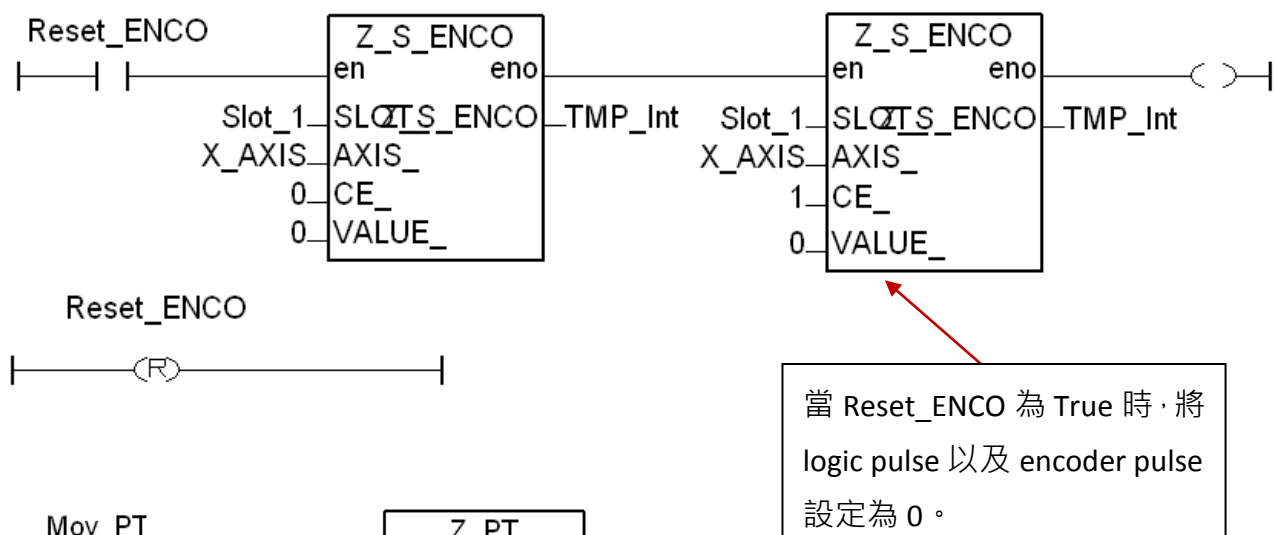 Reset_ENCO
Z_S_ENCO
en eno
Slot_1 SLOT_ Z_S_ENCO TMP_Int
X_AXIS AXIS_
0 CE_
0 VALUE_
Z_S_ENCO
en eno
Slot_1 SLOT_ Z_S_ENCO TMP_Int
X_AXIS AXIS_
1 CE_
0 VALUE_
Reset_ENCO
R
當 Reset_ENCO 為 True 時,將
logic pulse 以及 encoder pulse
設定為 0。
Mov_PT
Z_PT